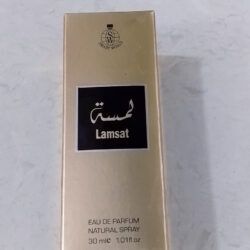 لمسة
Lamsat
EAU DE PARFUM
NATURAL SPRAY
30 ml℮ 1.01fl.oz